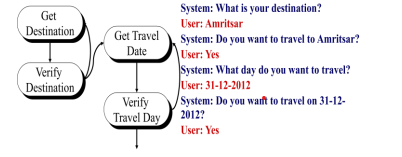 Get
Destination
Verify
Destination
Get Travel
Date
Verify
Travel Day
System: What is your destination?
User: Amritsar
System: Do you want to travel to Amritsar?
User: Yes
System: What day do you want to travel?
User: 31-12-2012
System: Do you want to travel on 31-12-
2012?
User: Yes